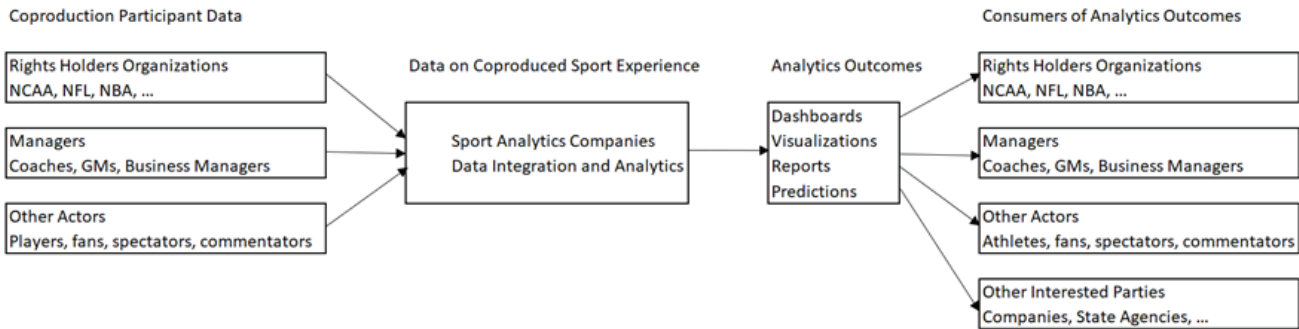 Coproduction Participant Data
Rights Holders Organizations
NCAA, NFL, NBA, ...
Managers
Coaches, GMs, Business Managers
Other Actors
Players, fans, spectators, commentators
Data on Coproduced Sport Experience
Sport Analytics Companies
Data Integration and Analytics
Analytics Outcomes
Dashboards
Visualizations
Reports
Predictions
Consumers of Analytics Outcomes
Rights Holders Organizations
NCAA, NFL, NBA, ...
Managers
Coaches, GMs, Business Managers
Other Actors
Athletes, fans, spectators, commentators
Other Interested Parties
Companies, State Agencies, ...